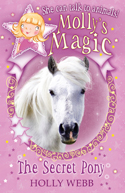 She can talk to animals!
Molly's
Magic
The Secret Pony
HOLLY WEBB